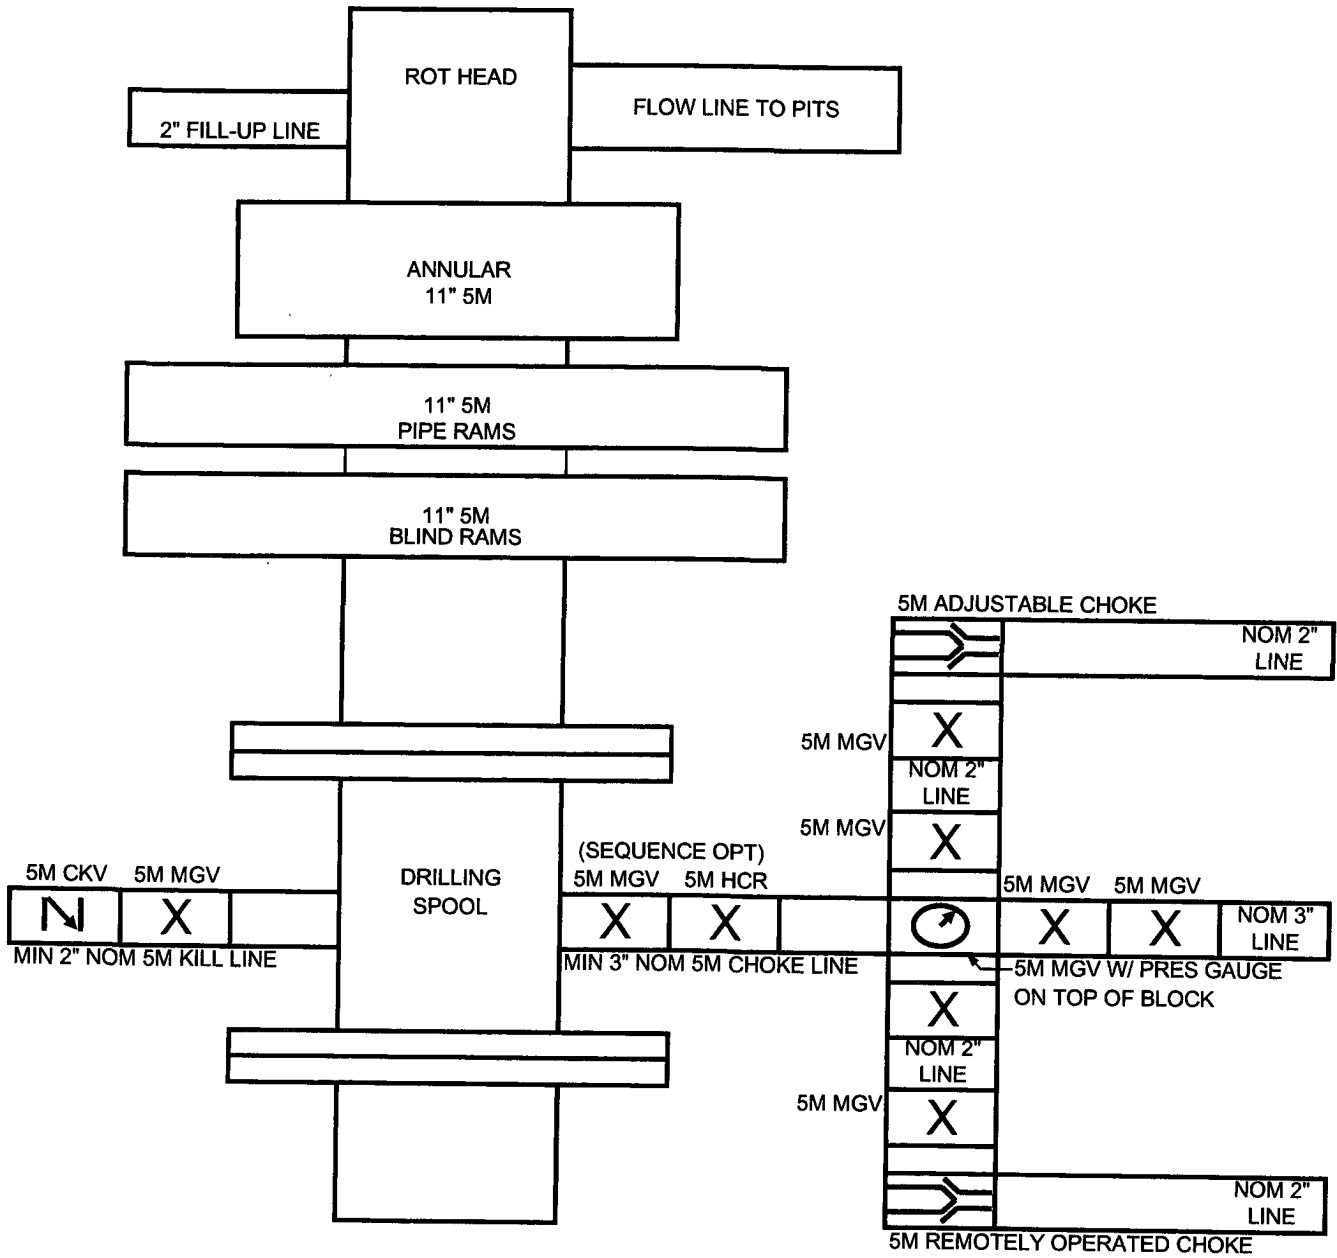 ROT HEAD
FLOW LINE TO PITS
2" FILL-UP LINE
ANNULAR
11" 5M
11" 5M
PIPE RAMS
11" 5M
BLIND RAMS
5M ADJUSTABLE CHOKE
NOM 2"
LINE
5M MGV
X
NOM 2"
LINE
5M MGV
X
(SEQUENCE OPT)
5M CKV
5M MGV
DRILLING
SPOOL
5M MGV
5M HCR
5M MGV
5M MGV
N
X
X
X
X
X
NOM 3"
LINE
MIN 2" NOM 5M KILL LINE
MIN 3" NOM 5M CHOKE LINE
5M MGV W/ PRES GAUGE
ON TOP OF BLOCK
X
NOM 2"
LINE
5M MGV
X
NOM 2"
LINE
5M REMOTELY OPERATED CHOKE